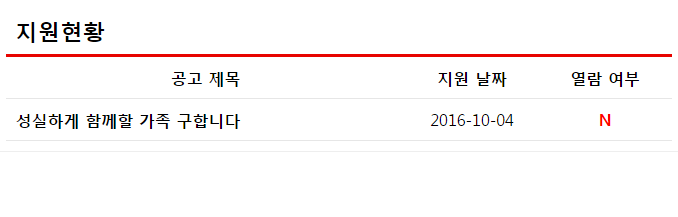 지원현황
공고 제목 지원 날짜 열람 여부
성실하게 함께할 가족 구합니다 2016-10-04 N